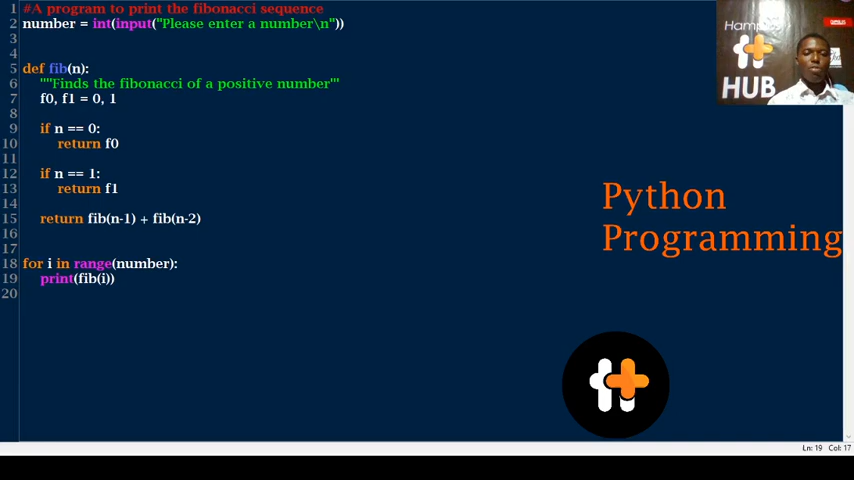 1 #A program to print the fibonacci sequence
2 number = int(input("Please enter a number\n"))
3
4
5 def fib(n):
6 """Finds the fibonacci of a positive number"""
7 f0, f1 = 0, 1
8
9 if n == 0:
10 return f0
11
12 if n == 1:
13 return f1
14
15 return fib(n-1) + fib(n-2)
16
17
18 for i in range(number):
19 print(fib(i))
20
HUB
Python
Programming
Ln: 19 Col: 17